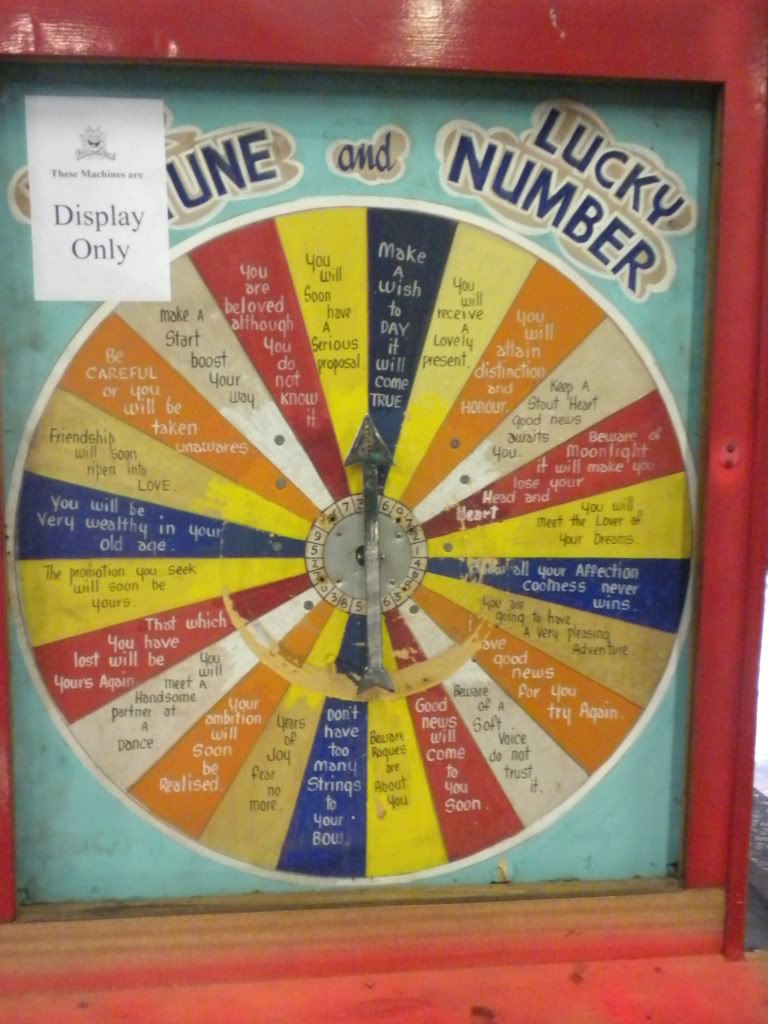 These Machines are
Display
Only
UNE
and
LUCKY
NUMBER
Make
A
wish
to
DAY
it
will
come
TRUE
You
will
receive
A
Lovely
present.
You
will
attain
distinction
and
HONOUR.
Keep A
Stout Heart
good news
awaits
You.
Beware of
Moonlight
it will make you
lose your
Head and
Heart
You will
meet the Lover of
Your Dreams.
all your Affection
Coolness never
wins.
You are
going to have
A Very pleasing
Adventure
good
news
for you
try Again.
Beware
of A
Soft
Voice
do not
trust
it.
Good
news
will
come
to
you
Soon.
Beware
Rogues
are
About
You
Don't
have
too
many
Strings
to
your
BOW.
Years
of
Joy
fear no
more.
Your
ambition
will
Soon
be
Realised.
You
will
meet A
Handsome
partner at
A
Dance.
That which
You have
lost will be
Yours Again.
The promotion you seek
will soon be
yours.
You will be
Very wealthy in your
old age.
Friendship
will soon
ripen into
LOVE.
Be
CAREFUL
or you
will be
taken
unawares.
Make A
Start
boost
Your
Way
You
are
beloved
although
You
do
not
know
it.
You
will
Soon
have
A
Serious
proposal.